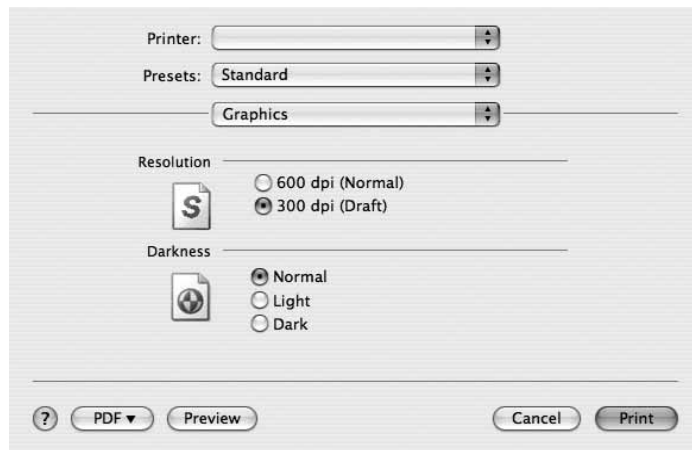 Printer:
Presets: Standard
Graphics
Resolution
600 dpi (Normal)
S
300 dpi (Draft)
Darkness
Normal
Light
Dark
? PDF ▼ Preview Cancel Print